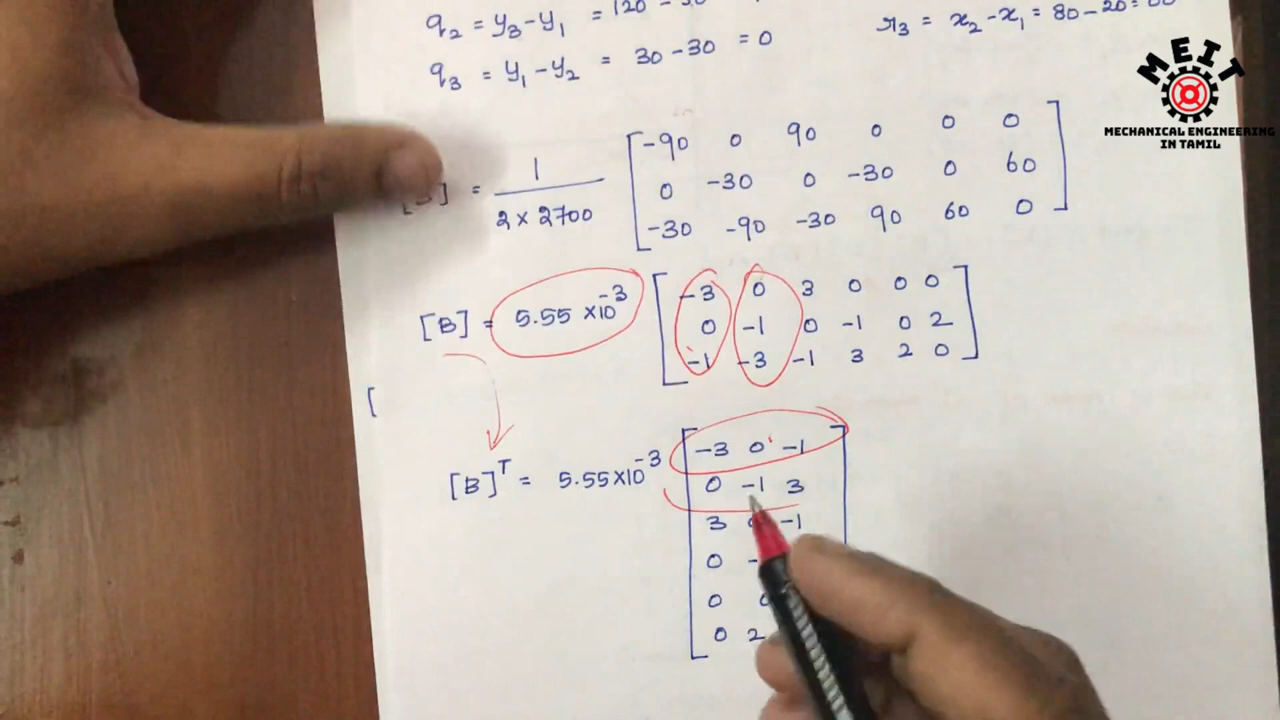 q2 = y3 - y1 = 120 -
r3 = x2 - x1 = 80 - 20 =
q3 = y1 - y2 = 30 - 30 = 0
MEIT
MECHANICAL ENGINEERING
IN TAMIL
= 1 / 2 × 2700
-90 0 90 0 0 0
0 -30 0 -30 0 60
-30 -90 -30 90 60 0
[B] = 5.55 × 10^-3
-3 0 3 0 0 0
0 -1 0 -1 0 2
-1 -3 -1 3 2 0
[
[B]^T = 5.55 × 10^-3
-3 0 -1
0 -1 3
3 -1
0 -
0
0 2